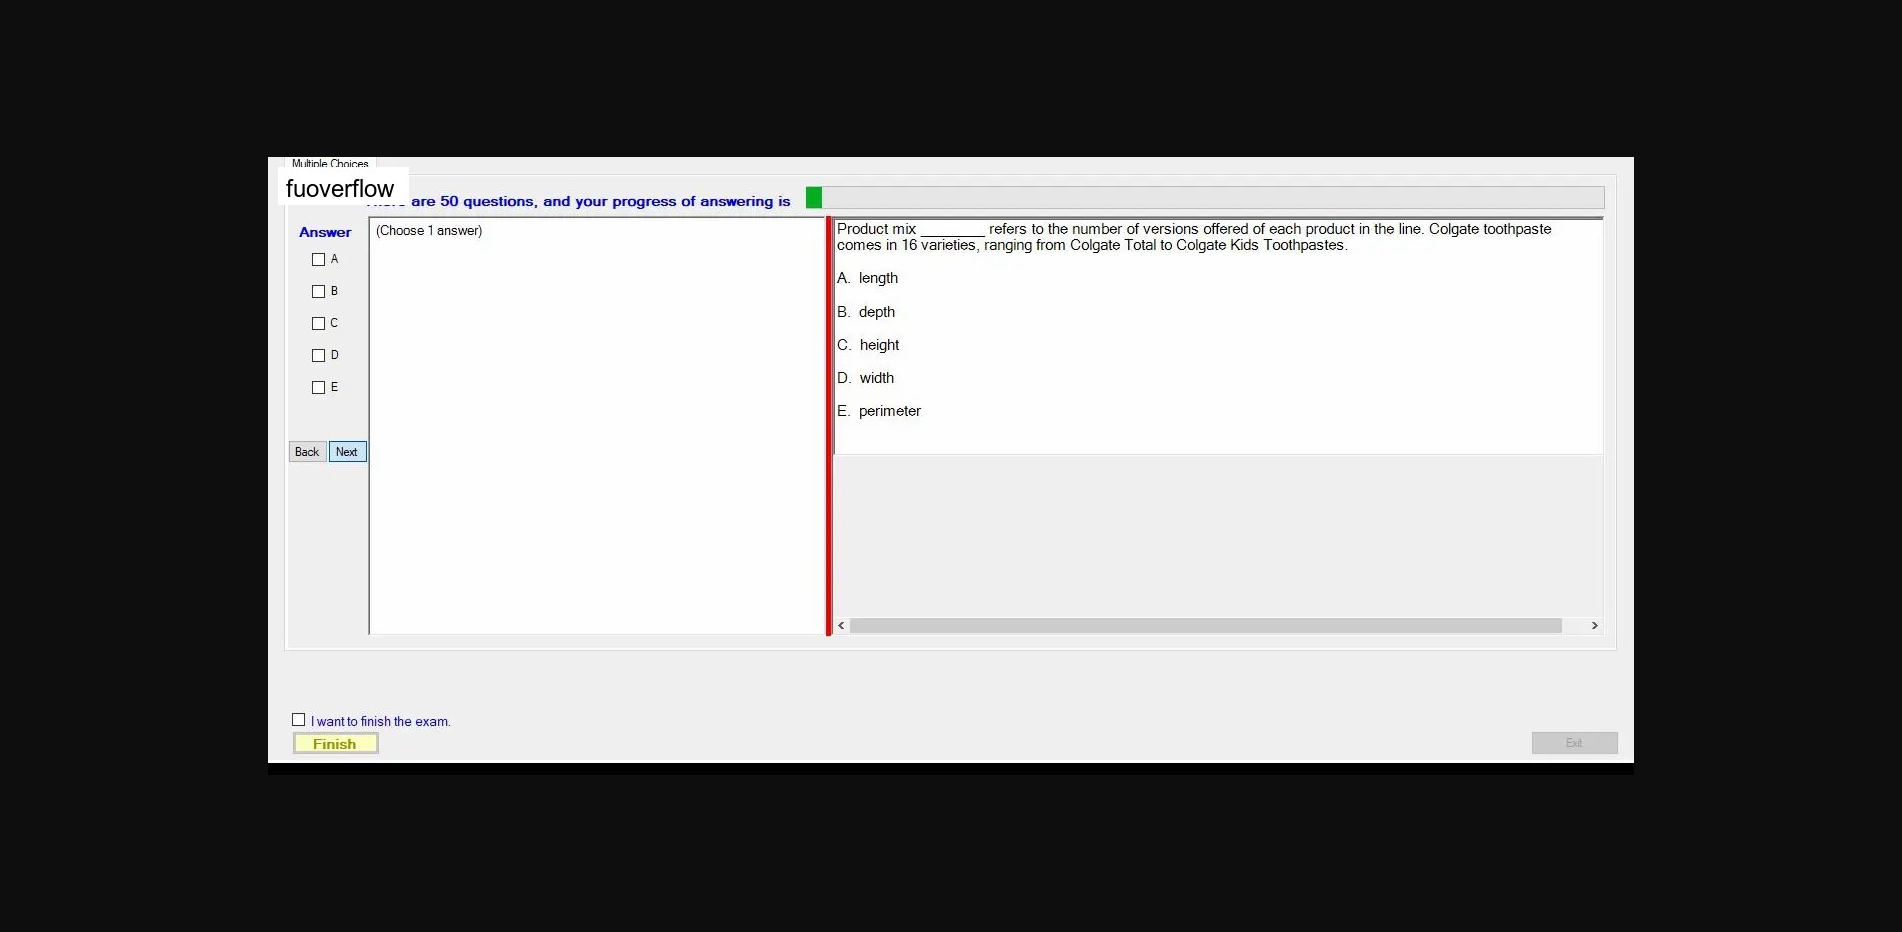 Multiple Choices
fuoverflow
are 50 questions, and your progress of answering is
Answer
A
B
C
D
E
Back Next
(Choose 1 answer)
Product mix ________ refers to the number of versions offered of each product in the line. Colgate toothpaste
comes in 16 varieties, ranging from Colgate Total to Colgate Kids Toothpastes.
A. length
B. depth
C. height
D. width
E. perimeter
I want to finish the exam.
Finish
Exit